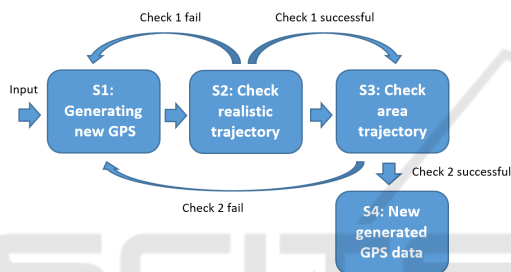 Check 1 fail
Check 1 successful
Input
S1:
Generating
new GPS
S2: Check
realistic
trajectory
S3: Check
area
trajectory
Check 2 successful
Check 2 fail
S4: New
generated
GPS data